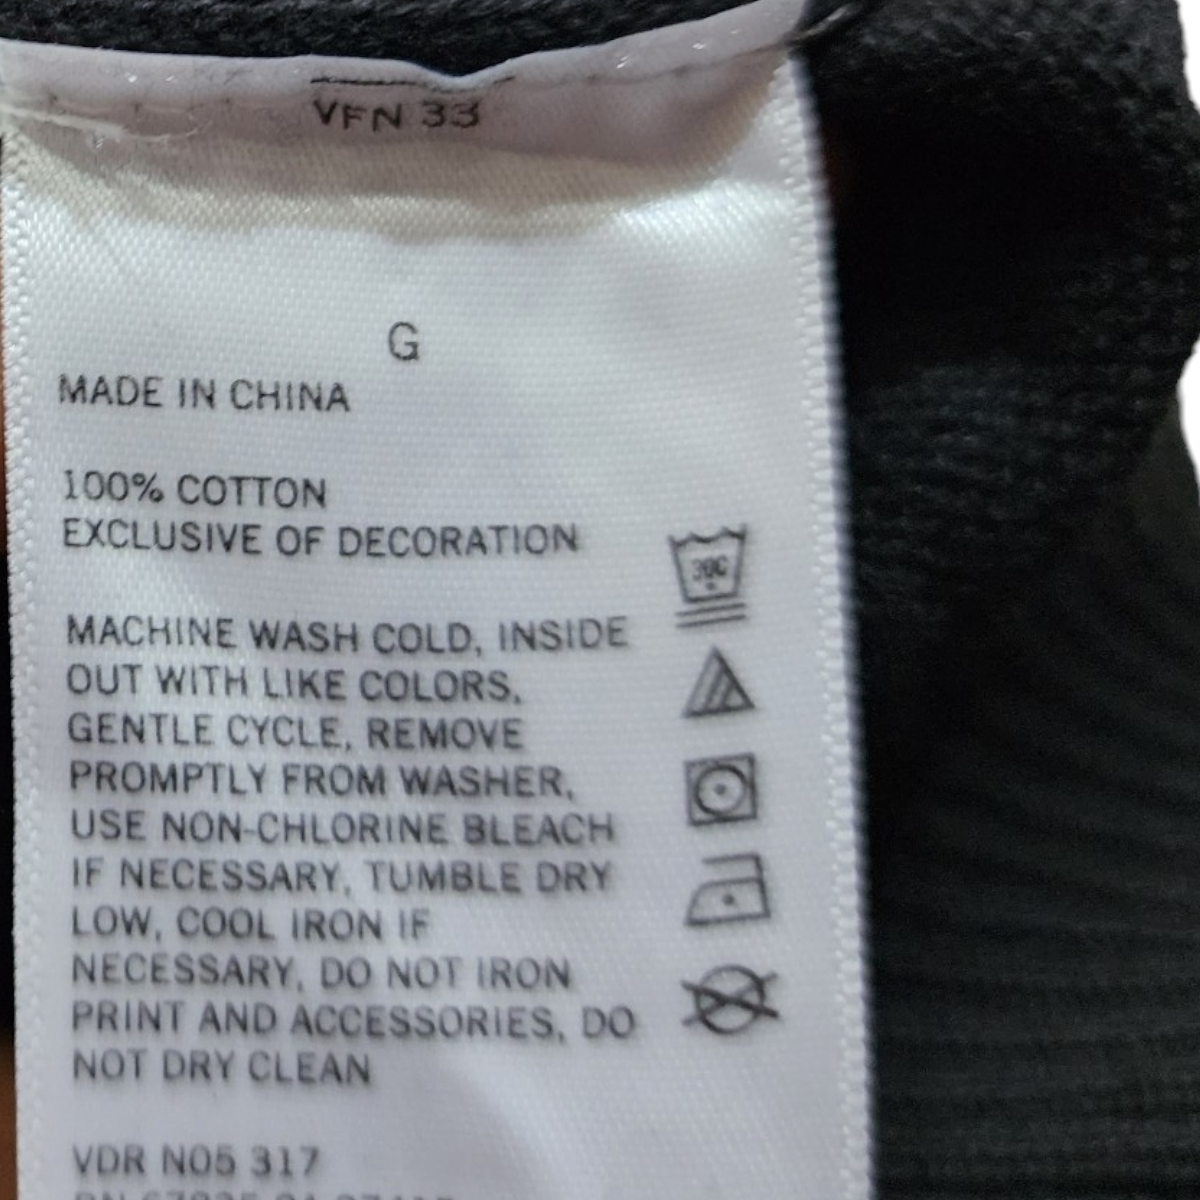 VFN 33
G
MADE IN CHINA
100% COTTON
EXCLUSIVE OF DECORATION
30C
MACHINE WASH COLD, INSIDE
OUT WITH LIKE COLORS,
GENTLE CYCLE, REMOVE
PROMPTLY FROM WASHER,
USE NON-CHLORINE BLEACH
IF NECESSARY, TUMBLE DRY
LOW, COOL IRON IF
NECESSARY, DO NOT IRON
PRINT AND ACCESSORIES, DO
NOT DRY CLEAN
VDR N05 317